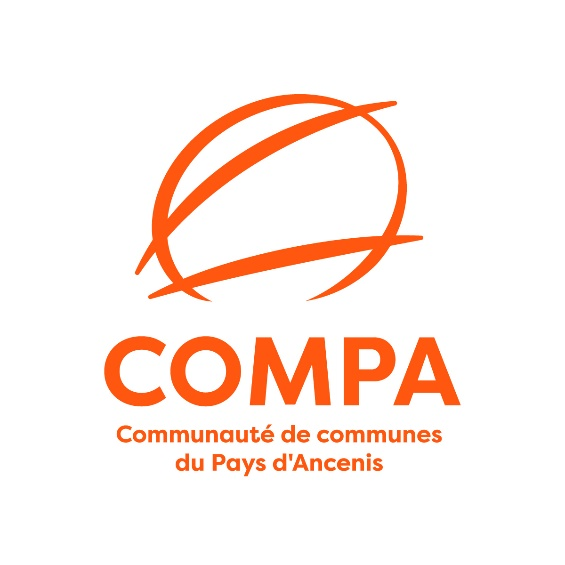 COMPA
Communauté de communes
du Pays d'Ancenis